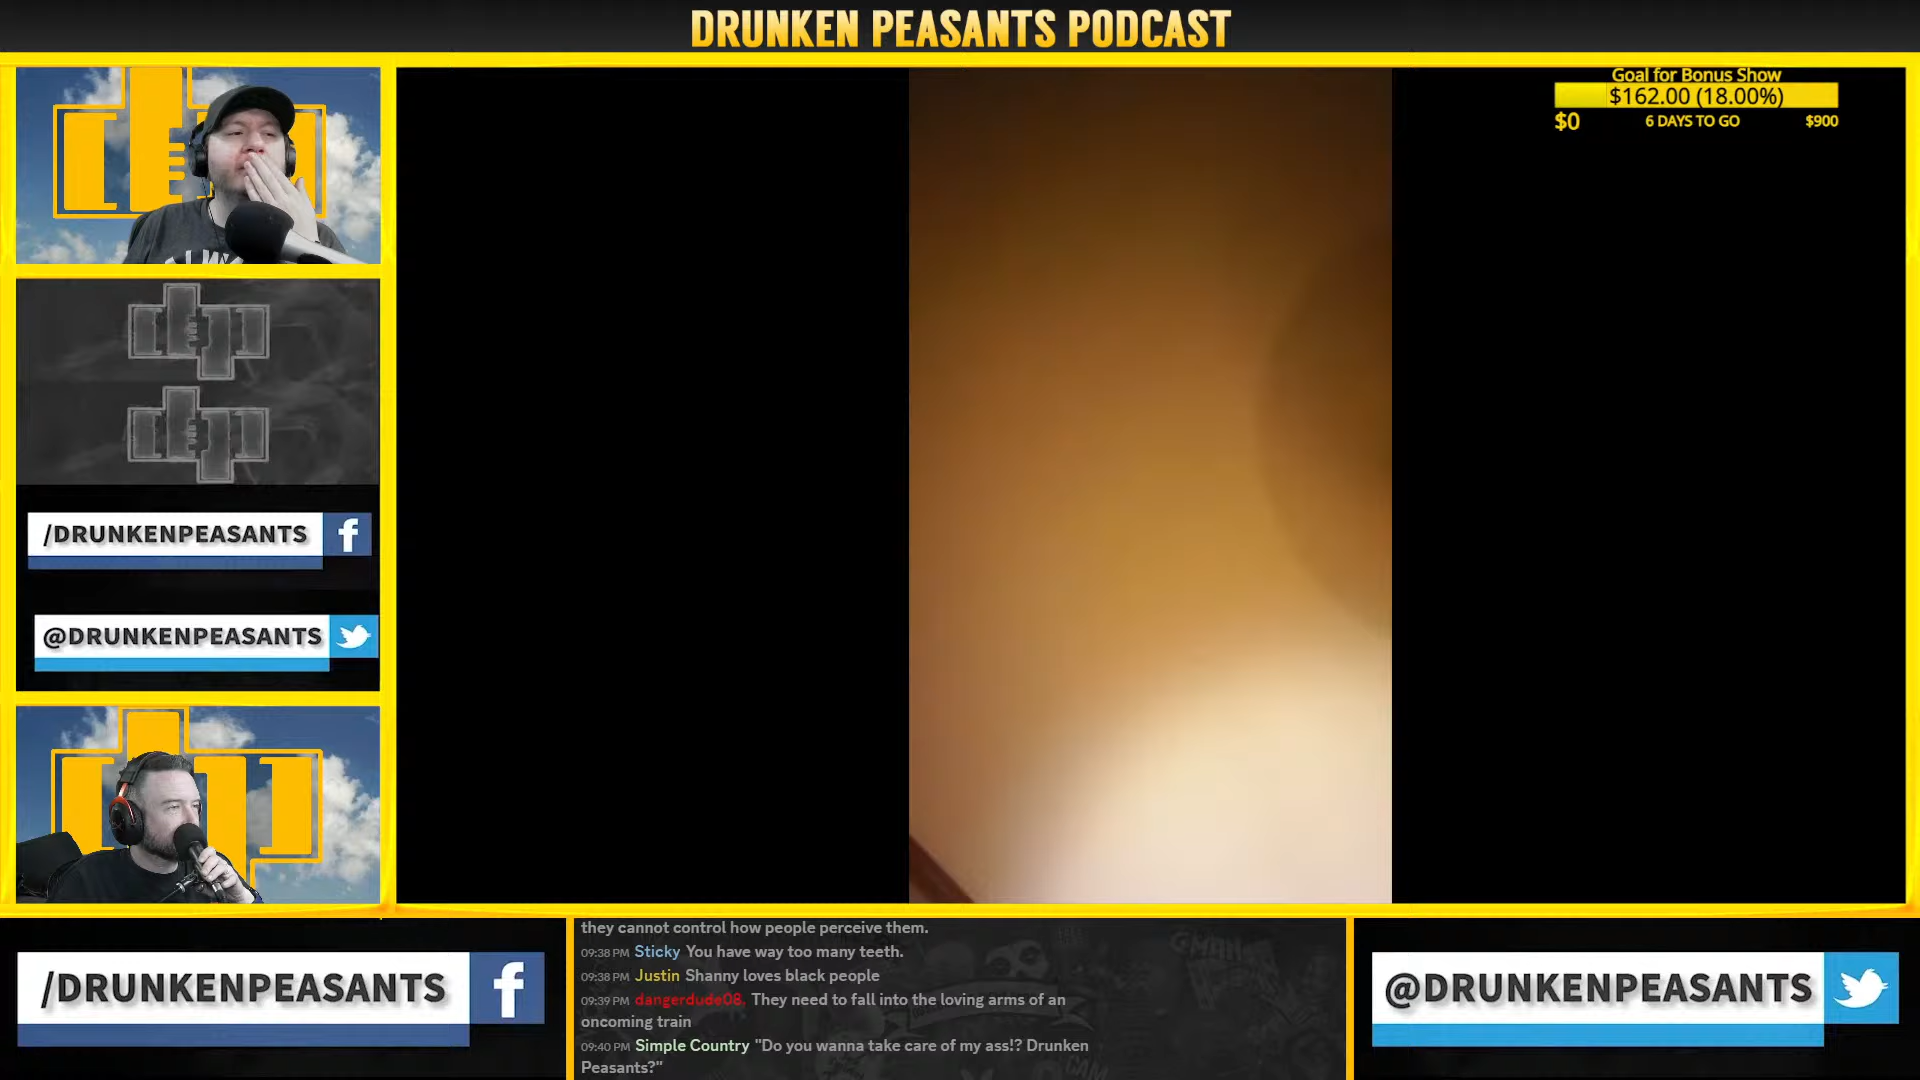 DRUNKEN PEASANTS PODCAST
Goal for Bonus Show
$162.00 (18.00%)
$0 6 DAYS TO GO $900
/DRUNKENPEASANTS f
@DRUNKENPEASANTS
they cannot control how people perceive them.
09:38 PM Sticky You have way too many teeth.
09:38 PM Justin Shanny loves black people
09:39 PM dangerdude08. They need to fall into the loving arms of an
oncoming train
09:40 PM Simple Country "Do you wanna take care of my ass!? Drunken
Peasants?"
/DRUNKENPEASANTS f
@DRUNKENPEASANTS